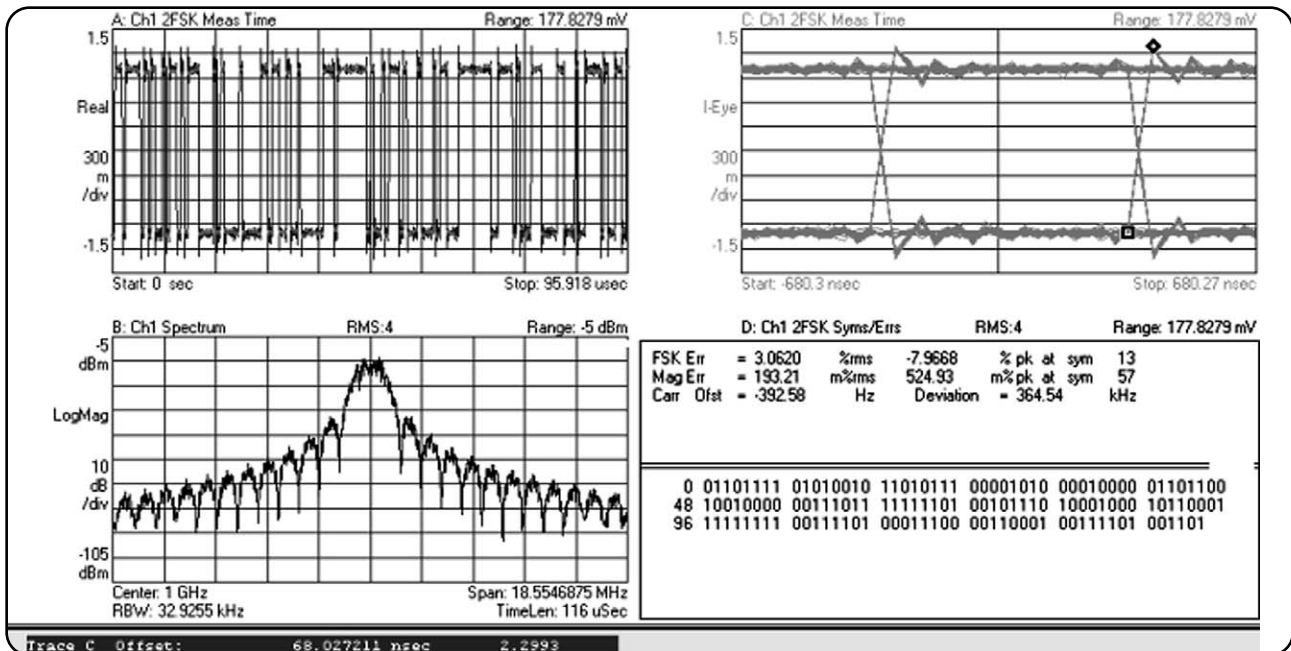 A: Ch1 2FSK Meas Time Range: 177.8279 mV
1.5
Real
300
m
/div
-1.5
Start: 0 sec Stop: 95.918 usec
C: Ch1 2FSK Meas Time Range: 177.8279 mV
1.5
I-Eye
300
m
/div
-1.5
Start: -680.3 nsec Stop: 680.27 nsec
B: Ch1 Spectrum RMS:4 Range: -5 dBm
-5
dBm
LogMag
10
dB
/div
-105
dBm
Center: 1 GHz Span: 18.5546875 MHz
RBW: 32.9255 kHz TimeLen: 116 uSec
D: Ch1 2FSK Syms/Errs RMS:4 Range: 177.8279 mV
FSK Err = 3.0620 %rms -7.9668 % pk at sym 13
Mag Err = 193.21 m%rms 524.93 m% pk at sym 57
Carr Ofst = -392.58 Hz Deviation = 364.54 kHz
0 01101111 01010010 11010111 00001010 00010000 01101100
48 10010000 00111011 11111101 00101110 10001000 10110001
96 11111111 00111101 00011100 00110001 00111101 001101
Trace C Offset: 68.027211 nsec 2.2993